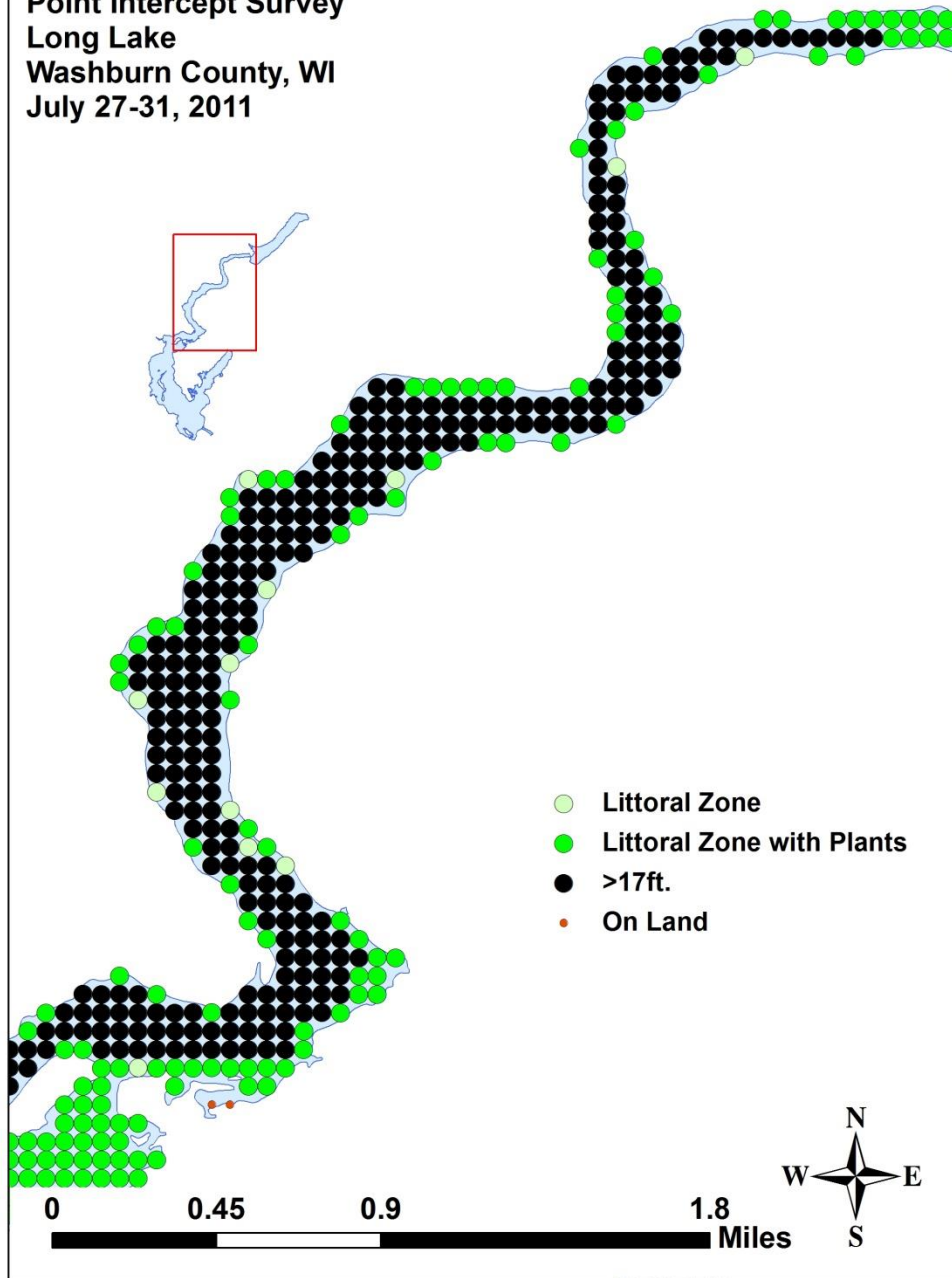 Point Intercept Survey
Long Lake
Washburn County, WI
July 27-31, 2011
Littoral Zone
Littoral Zone with Plants
>17ft.
On Land
N
W E
S
0 0.45 0.9 1.8
Miles